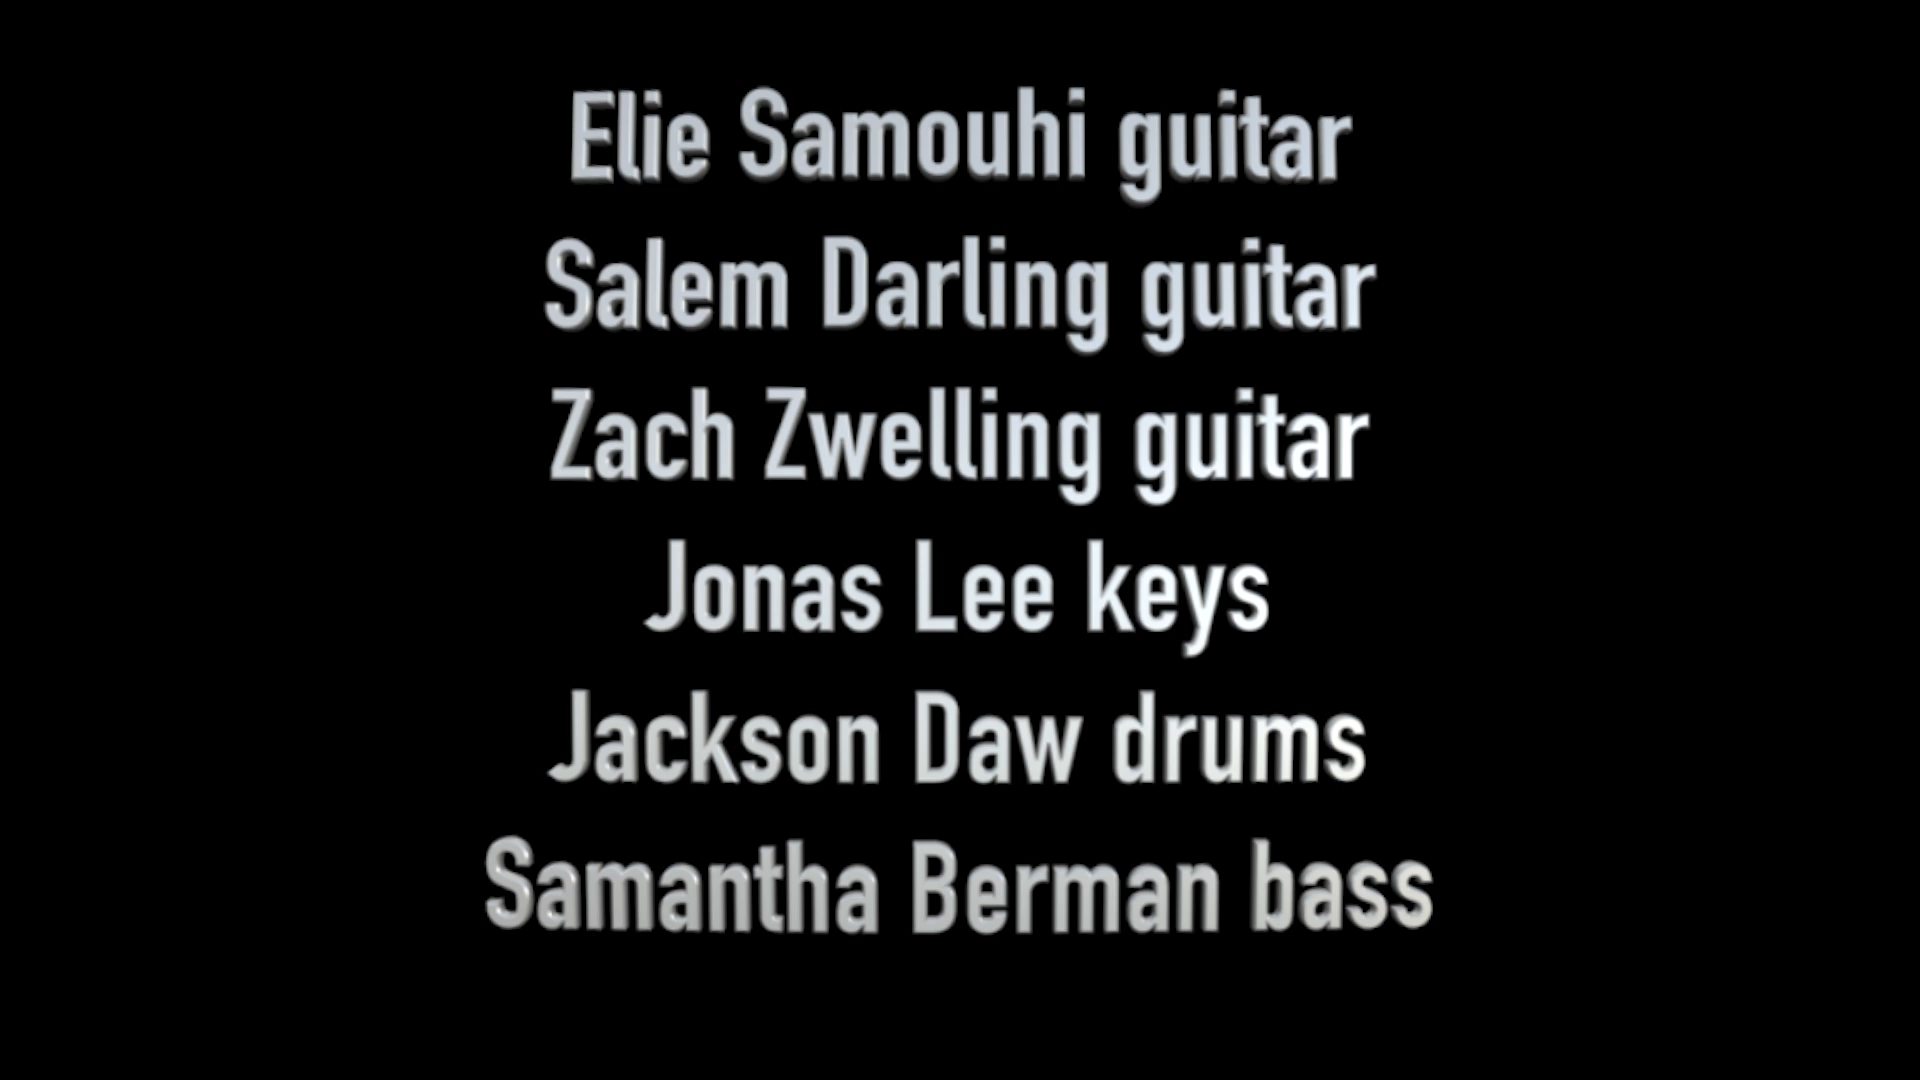 Elie Samouhi guitar
Salem Darling guitar
Zach Zwelling guitar
Jonas Lee keys
Jackson Daw drums
Samantha Berman bass